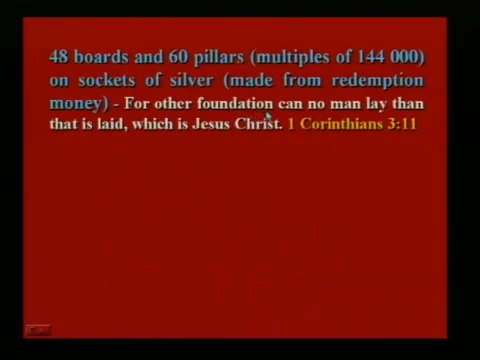 48 boards and 60 pillars (multiples of 144 000)
on sockets of silver (made from redemption
money) - For other foundation can no man lay than
that is laid, which is Jesus Christ. 1 Corinthians 3:11